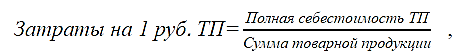 Затраты на 1 руб. ТП= Полная себестоимость ТП / Сумма товарной продукции ,